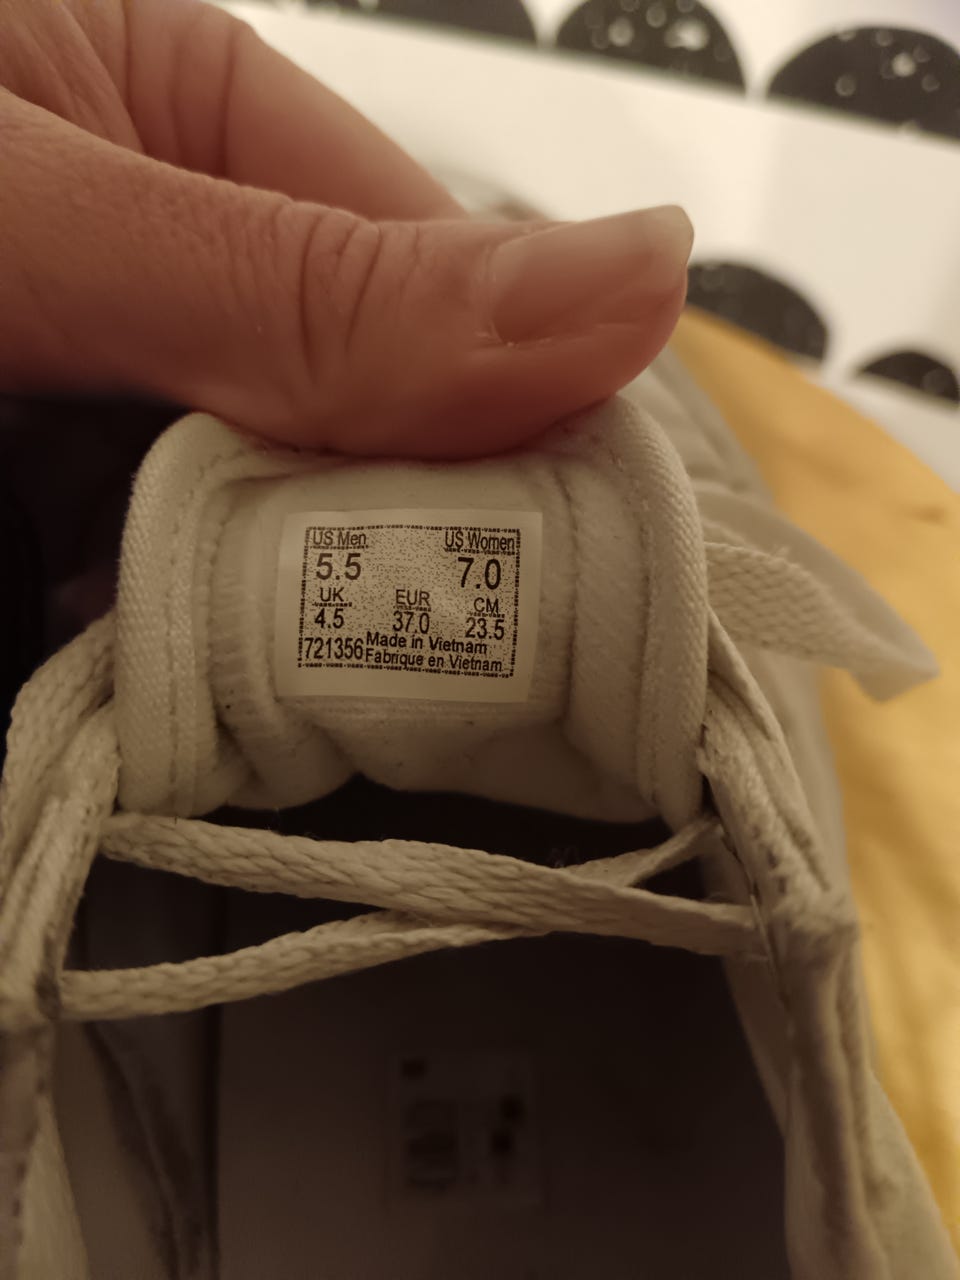 US Men US Women
5.5 7.0
UK EUR CM
4.5 37.0 23.5
721356 Made in Vietnam
Fabrique en Vietnam